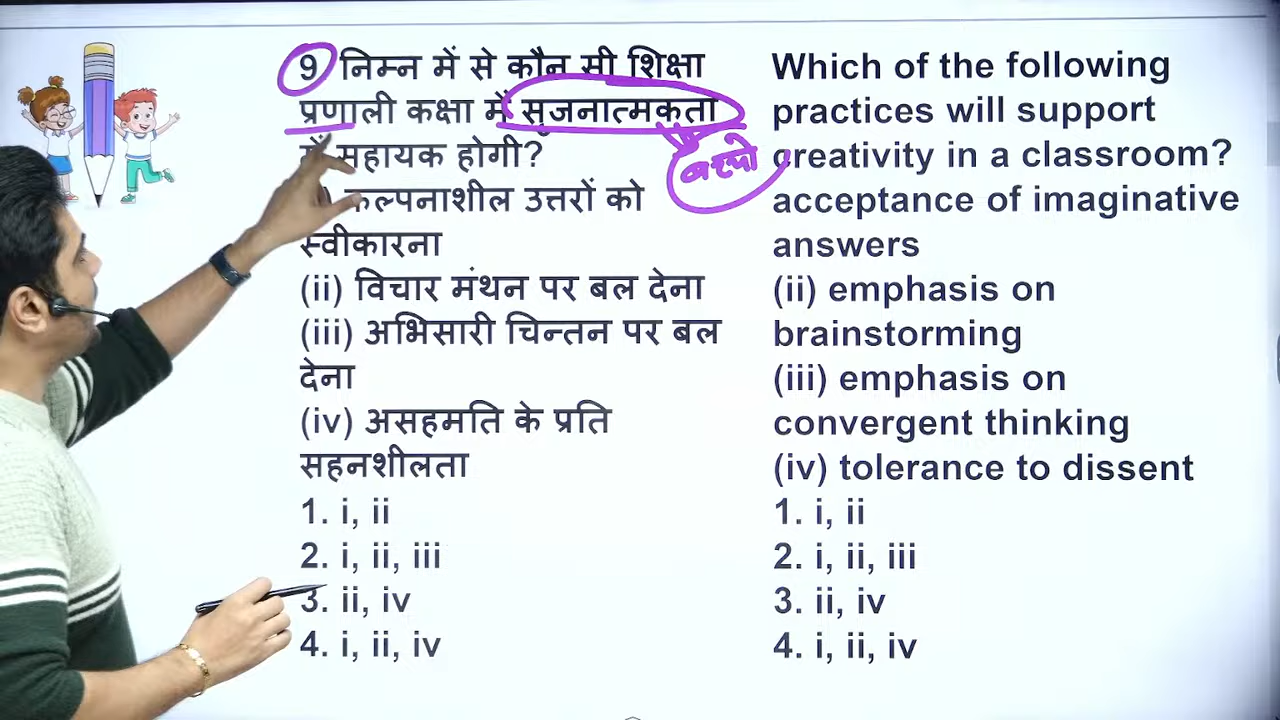 9 निम्न में से कौन सी शिक्षा
प्रणाली कक्षा में सृजनात्मकता
में सहायक होगी?
कल्पनाशील उत्तरों को
स्वीकारना
(ii) विचार मंथन पर बल देना
(iii) अभिसारी चिन्तन पर बल
देना
(iv) असहमति के प्रति
सहनशीलता
1. i, ii
2. i, ii, iii
3. ii, iv
4. i, ii, iv
Which of the following
practices will support
creativity in a classroom?
acceptance of imaginative
answers
(ii) emphasis on
brainstorming
(iii) emphasis on
convergent thinking
(iv) tolerance to dissent
1. i, ii
2. i, ii, iii
3. ii, iv
4. i, ii, iv